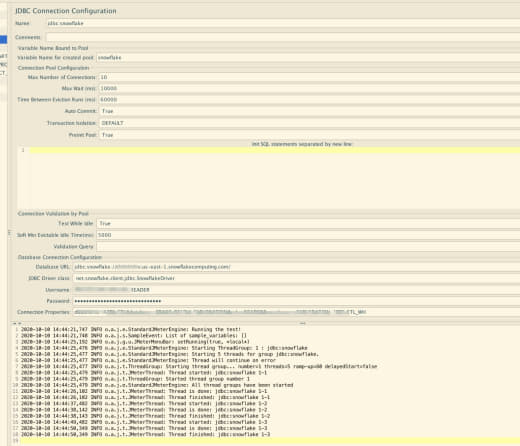 JDBC Connection Configuration
Name: jdbc snowflake
Comments:
Variable Name Bound to Pool
Variable Name for created pool: snowflake
Connection Pool Configuration
Max Number of Connections: 10
Max Wait (ms): 10000
Time Between Eviction Runs (ms): 60000
Auto Commit: True
Transaction Isolation: DEFAULT
Preinit Pool: True
Init SQL statements separated by new line:
1
Connection Validation by Pool
Test While Idle: True
Soft Min Evictable Idle Time(ms): 5000
Validation Query:
Database Connection Configuration
Database URL: jdbc:snowflake us-east-1.snowflakecomputing.com/
JDBC Driver class: net.snowflake.client.jdbc.SnowflakeDriver
Username: EADER
Password:
Connection Properties: ETL_WH
1 2020-10-10 14:44:21,747 INFO o.a.j.e.StandardJMeterEngine: Running the test!
2 2020-10-10 14:44:21,748 INFO o.a.j.s.SampleEvent: List of sample_variables: []
3 2020-10-10 14:44:25,192 INFO o.a.j.g.u.JMeterMenuBar: setRunning(true, *local*)
4 2020-10-10 14:44:25,476 INFO o.a.j.e.StandardJMeterEngine: Starting ThreadGroup: 1 : jdbc:snowflake
5 2020-10-10 14:44:25,476 INFO o.a.j.e.StandardJMeterEngine: Starting 5 threads for group jdbc:snowflake.
6 2020-10-10 14:44:25,476 INFO o.a.j.e.StandardJMeterEngine: Thread will continue on error
7 2020-10-10 14:44:25,477 INFO o.a.j.t.ThreadGroup: Starting thread group... number=1 threads=5 ramp-up=60 delayedStart=false
8 2020-10-10 14:44:25,479 INFO o.a.j.t.JMeterThread: Thread started: jdbc:snowflake 1-1
9 2020-10-10 14:44:25,479 INFO o.a.j.t.ThreadGroup: Started thread group number 1
10 2020-10-10 14:44:25,479 INFO o.a.j.e.StandardJMeterEngine: All thread groups have been started
11 2020-10-10 14:44:26,102 INFO o.a.j.t.JMeterThread: Thread is done: jdbc:snowflake 1-1
12 2020-10-10 14:44:26,102 INFO o.a.j.t.JMeterThread: Thread finished: jdbc:snowflake 1-1
13 2020-10-10 14:44:37,482 INFO o.a.j.t.JMeterThread: Thread started: jdbc:snowflake 1-2
14 2020-10-10 14:44:38,142 INFO o.a.j.t.JMeterThread: Thread is done: jdbc:snowflake 1-2
15 2020-10-10 14:44:38,143 INFO o.a.j.t.JMeterThread: Thread finished: jdbc:snowflake 1-2
16 2020-10-10 14:44:49,482 INFO o.a.j.t.JMeterThread: Thread started: jdbc:snowflake 1-3
17 2020-10-10 14:44:50,349 INFO o.a.j.t.JMeterThread: Thread is done: jdbc:snowflake 1-3
18 2020-10-10 14:44:50,349 INFO o.a.j.t.JMeterThread: Thread finished: jdbc:snowflake 1-3
19